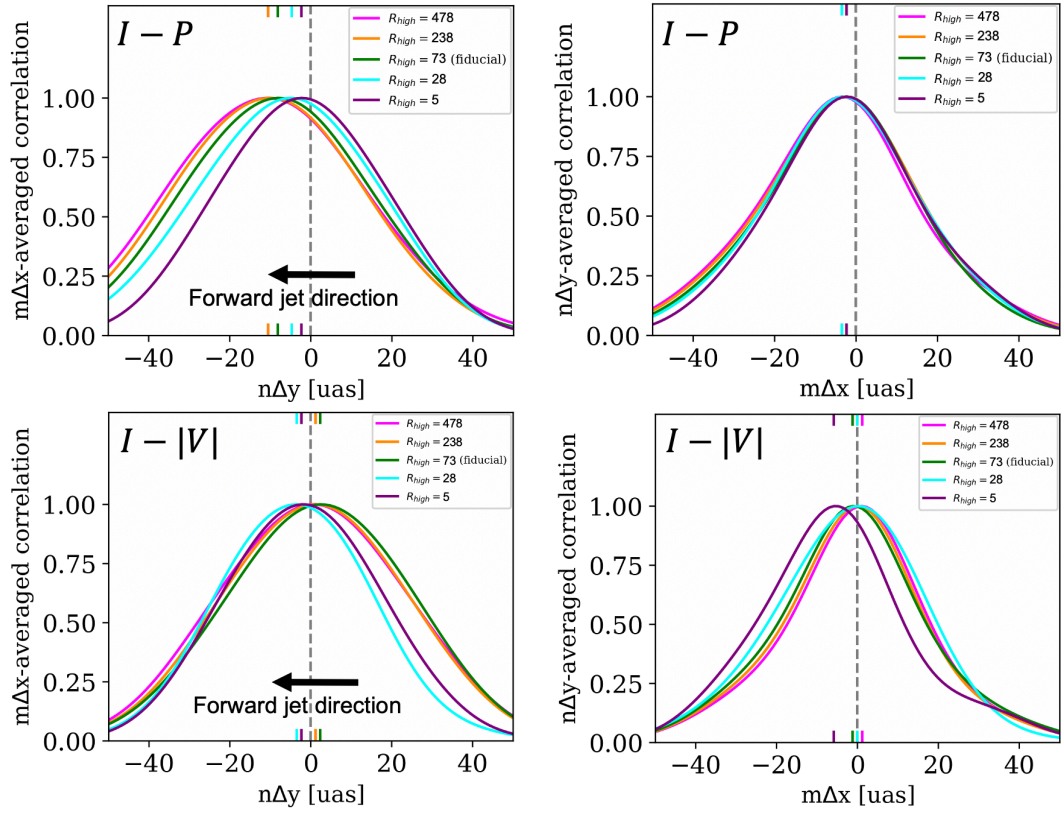 I − P
R_high = 478
R_high = 238
R_high = 73 (fiducial)
R_high = 28
R_high = 5
1.00
0.75
0.50
0.25
0.00
mΔx-averaged correlation
Forward jet direction
−40 −20 0 20 40
nΔy [uas]
I − P
R_high = 478
R_high = 238
R_high = 73 (fiducial)
R_high = 28
R_high = 5
1.00
0.75
0.50
0.25
0.00
nΔy-averaged correlation
−40 −20 0 20 40
mΔx [uas]
I − |V|
R_high = 478
R_high = 238
R_high = 73 (fiducial)
R_high = 28
R_high = 5
1.00
0.75
0.50
0.25
0.00
mΔx-averaged correlation
Forward jet direction
−40 −20 0 20 40
nΔy [uas]
I − |V|
R_high = 478
R_high = 238
R_high = 73 (fiducial)
R_high = 28
R_high = 5
1.00
0.75
0.50
0.25
0.00
nΔy-averaged correlation
−40 −20 0 20 40
mΔx [uas]